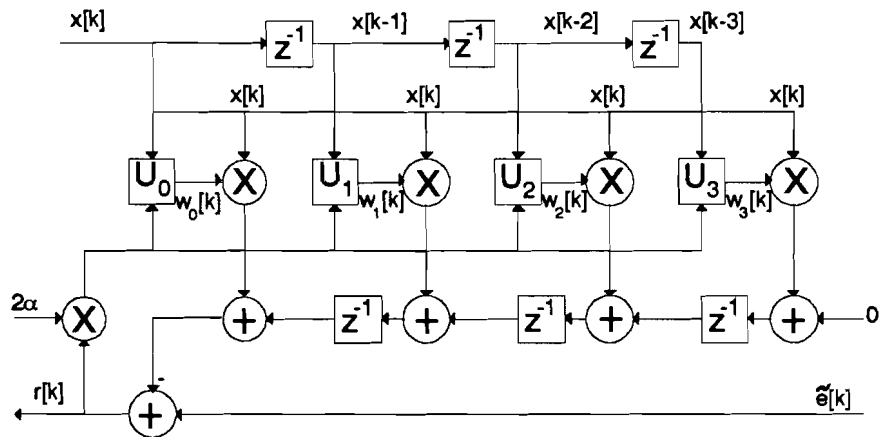 x[k] x[k-1} x[k-2] x[k-3]
z⁻¹ z⁻¹ z⁻¹
x[k] x[k] x[k] x[k]
U₀ X U₁ X U₂ X U₃ X
w₀[k] w₁[k] w₂[k] w₃[k]
2α X + z⁻¹ + z⁻¹ + z⁻¹ + 0
-
r[k] + ẽ[k]